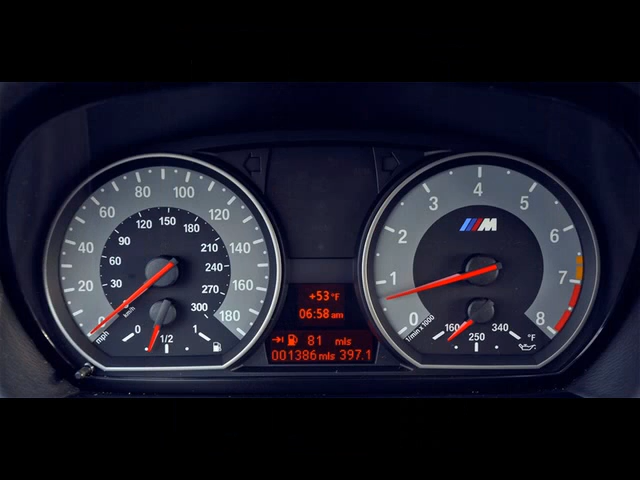 0 20 40 60 80 100 120 140 160 180
mph
0 30 60 90 120 150 180 210 240 270 300
km/h
0 1/2 1
+53°F
06:58 am
81 mls
001386 mls 397.1
0 1 2 3 4 5 6 7 8
1/min x 1000
M
160 250 340
°F